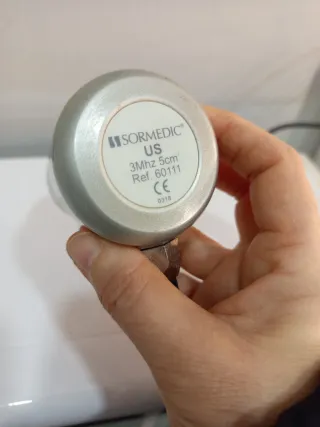 SORMEDIC
US
3Mhz 5cm
Ref. 60111
CE
0318